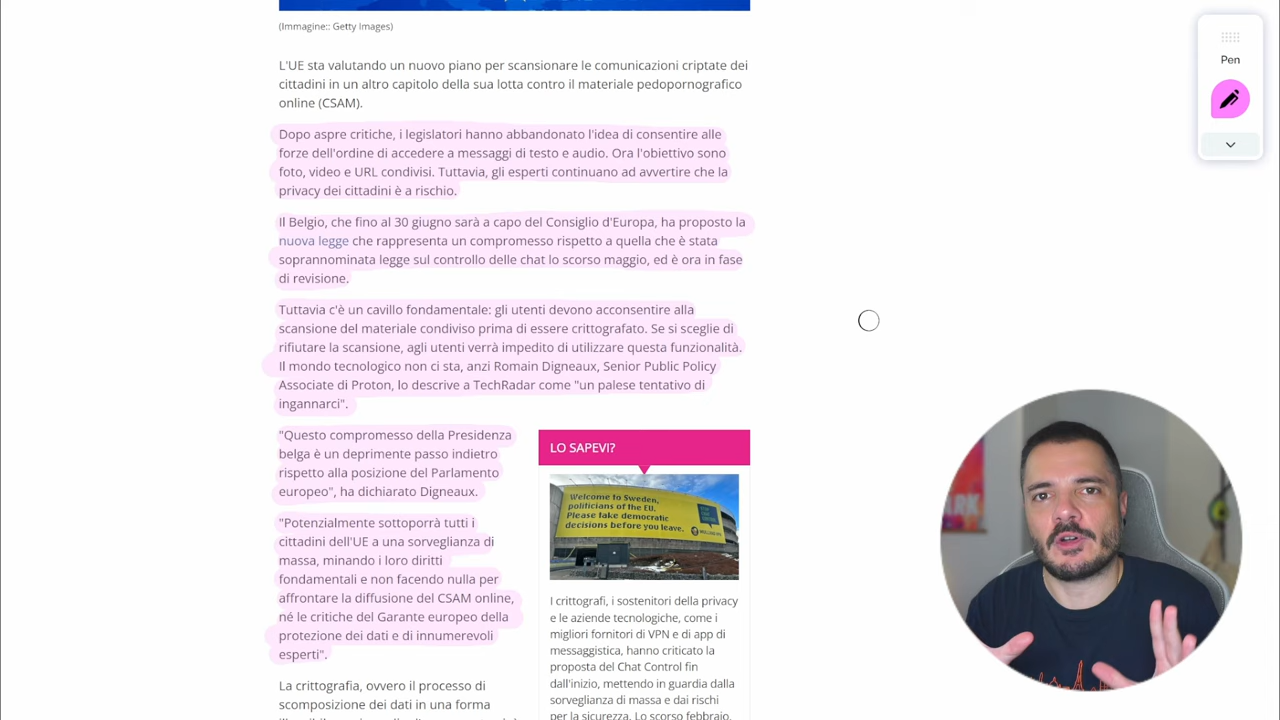 (Immagine:: Getty Images)
L'UE sta valutando un nuovo piano per scansionare le comunicazioni criptate dei
cittadini in un altro capitolo della sua lotta contro il materiale pedopornografico
online (CSAM).
Dopo aspre critiche, i legislatori hanno abbandonato l'idea di consentire alle
forze dell'ordine di accedere a messaggi di testo e audio. Ora l'obiettivo sono
foto, video e URL condivisi. Tuttavia, gli esperti continuano ad avvertire che la
privacy dei cittadini è a rischio.
Il Belgio, che fino al 30 giugno sarà a capo del Consiglio d'Europa, ha proposto la
nuova legge che rappresenta un compromesso rispetto a quella che è stata
soprannominata legge sul controllo delle chat lo scorso maggio, ed è ora in fase
di revisione.
Tuttavia c'è un cavillo fondamentale: gli utenti devono acconsentire alla
scansione del materiale condiviso prima di essere crittografato. Se si sceglie di
rifiutare la scansione, agli utenti verrà impedito di utilizzare questa funzionalità.
Il mondo tecnologico non ci sta, anzi Romain Digneaux, Senior Public Policy
Associate di Proton, lo descrive a TechRadar come "un palese tentativo di
ingannarci".
"Questo compromesso della Presidenza
belga è un deprimente passo indietro
rispetto alla posizione del Parlamento
europeo", ha dichiarato Digneaux.
"Potenzialmente sottoporrà tutti i
cittadini dell'UE a una sorveglianza di
massa, minando i loro diritti
fondamentali e non facendo nulla per
affrontare la diffusione del CSAM online,
né le critiche del Garante europeo della
protezione dei dati e di innumerevoli
esperti".
La crittografia, ovvero il processo di
scomposizione dei dati in una forma
LO SAPEVI?
Welcome to Sweden,
politicians of the EU.
Please take democratic
decisions before you leave.
I crittografi, i sostenitori della privacy
e le aziende tecnologiche, come i
migliori fornitori di VPN e di app di
messaggistica, hanno criticato la
proposta del Chat Control fin
dall'inizio, mettendo in guardia dalla
sorveglianza di massa e dai rischi
per la sicurezza. Lo scorso febbraio,
Pen